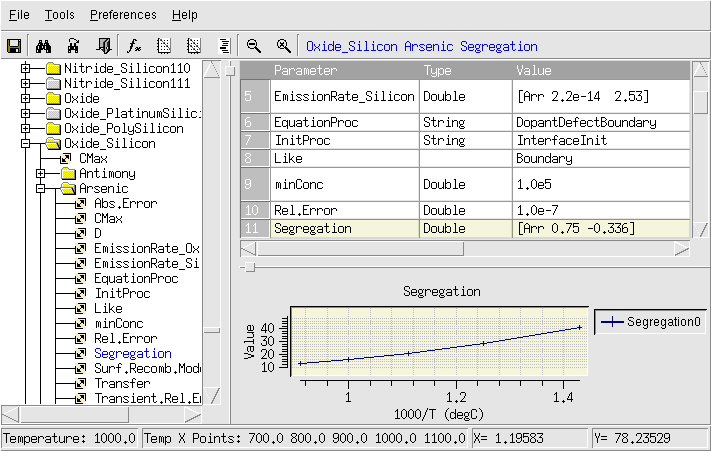 File Tools Preferences Help
Oxide_Silicon Arsenic Segregation
Nitride_Silicon110
Nitride_Silicon111
Oxide
Oxide_PlatinumSilici
Oxide_PolySilicon
Oxide_Silicon
CMax
Antimony
Arsenic
Abs.Error
CMax
D
EmissionRate_Ox
EmissionRate_Si
EquationProc
InitProc
Like
minConc
Rel.Error
Segregation
Surf.Recomb.Mode
Transfer
Transient.Rel.E
Parameter Type Value
5 EmissionRate_Silicon Double [Arr 2.2e-14 2.53]
6 EquationProc String DopantDefectBoundary
7 InitProc String InterfaceInit
8 Like Boundary
9 minConc Double 1.0e5
10 Rel.Error Double 1.0e-7
11 Segregation Double [Arr 0.75 -0.336]
Segregation
Value
40
30
20
10
1 1.2 1.4
1000/T (degC)
Segregation0
Temperature: 1000.0 Temp X Points: 700.0 800.0 900.0 1000.0 1100.0 X= 1.19583 Y= 78.23529